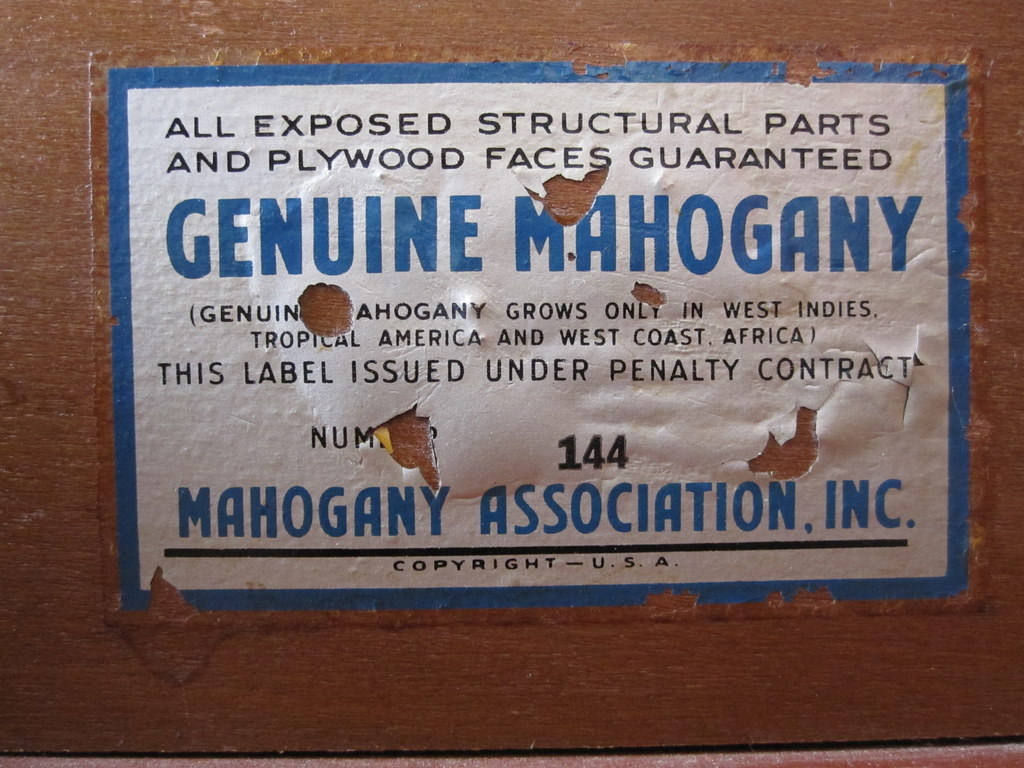 ALL EXPOSED STRUCTURAL PARTS
AND PLYWOOD FACES GUARANTEED
GENUINE MAHOGANY
(GENUIN AHOGANY GROWS ONLY IN WEST INDIES,
TROPICAL AMERICA AND WEST COAST, AFRICA)
THIS LABEL ISSUED UNDER PENALTY CONTRACT
144
MAHOGANY ASSOCIATION, INC.
COPYRIGHT — U. S. A.